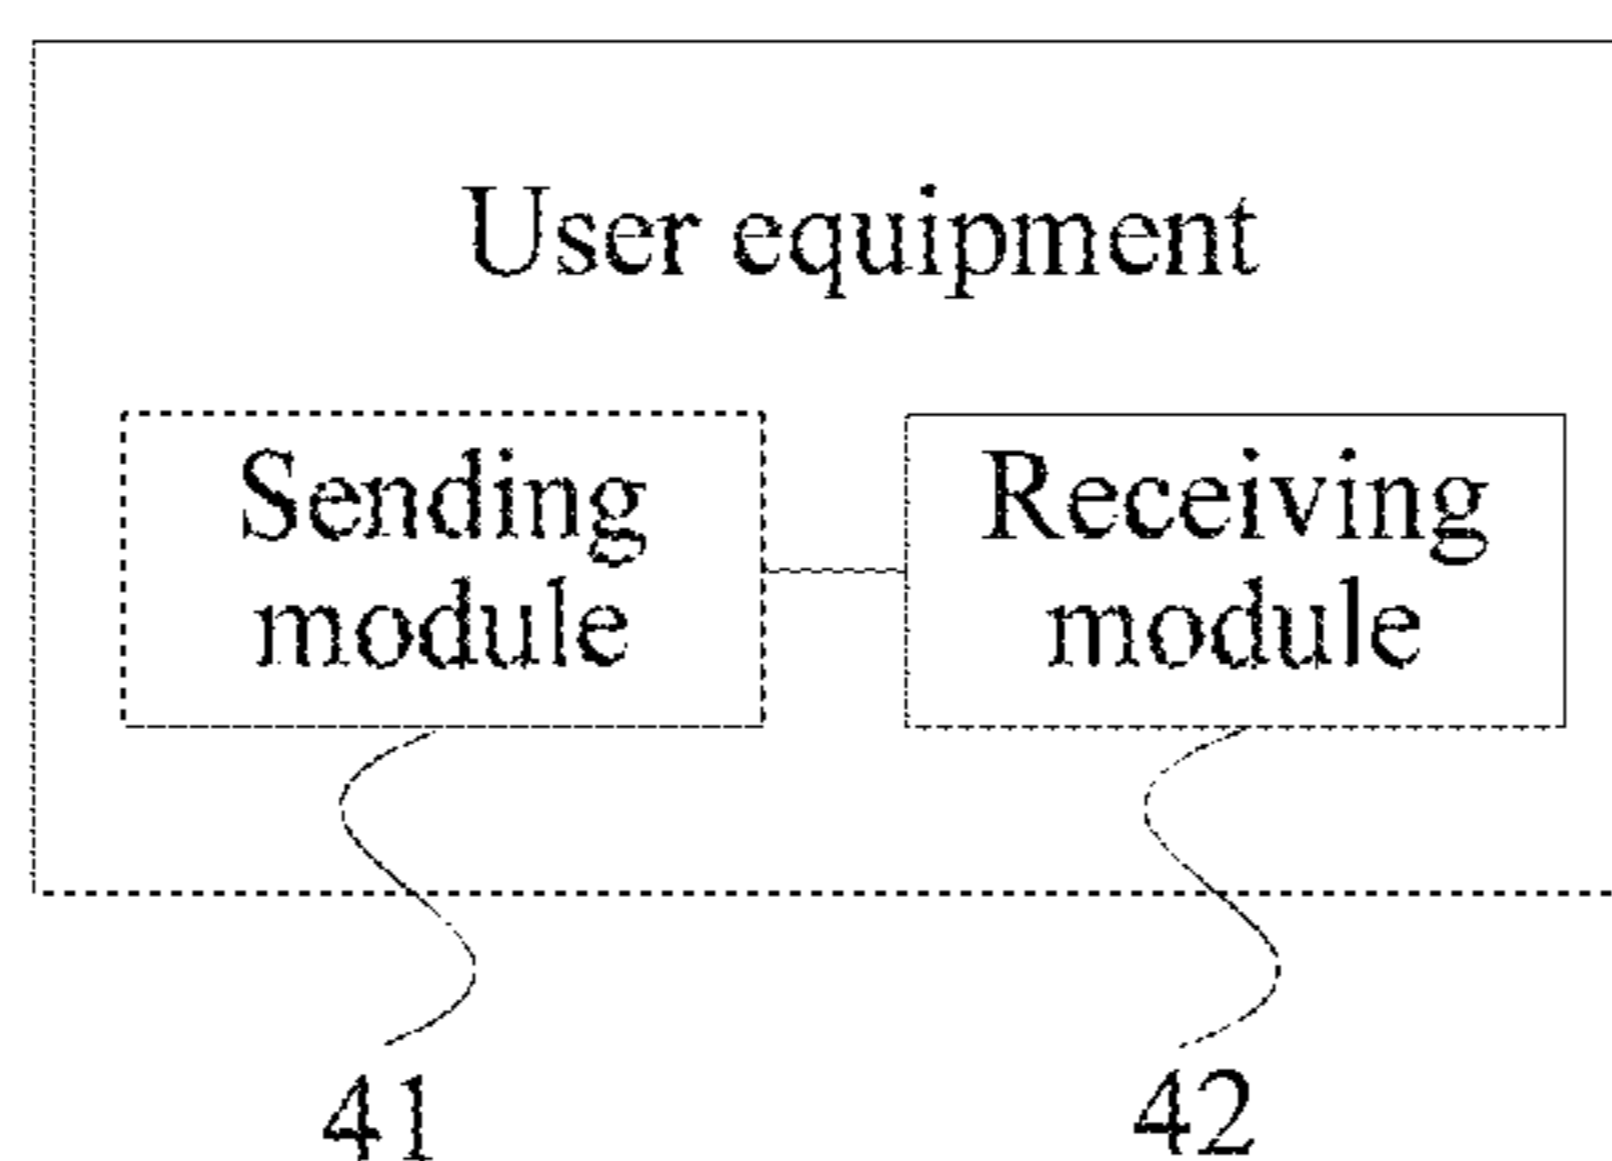 User equipment
Sending
module
Receiving
module
41
42